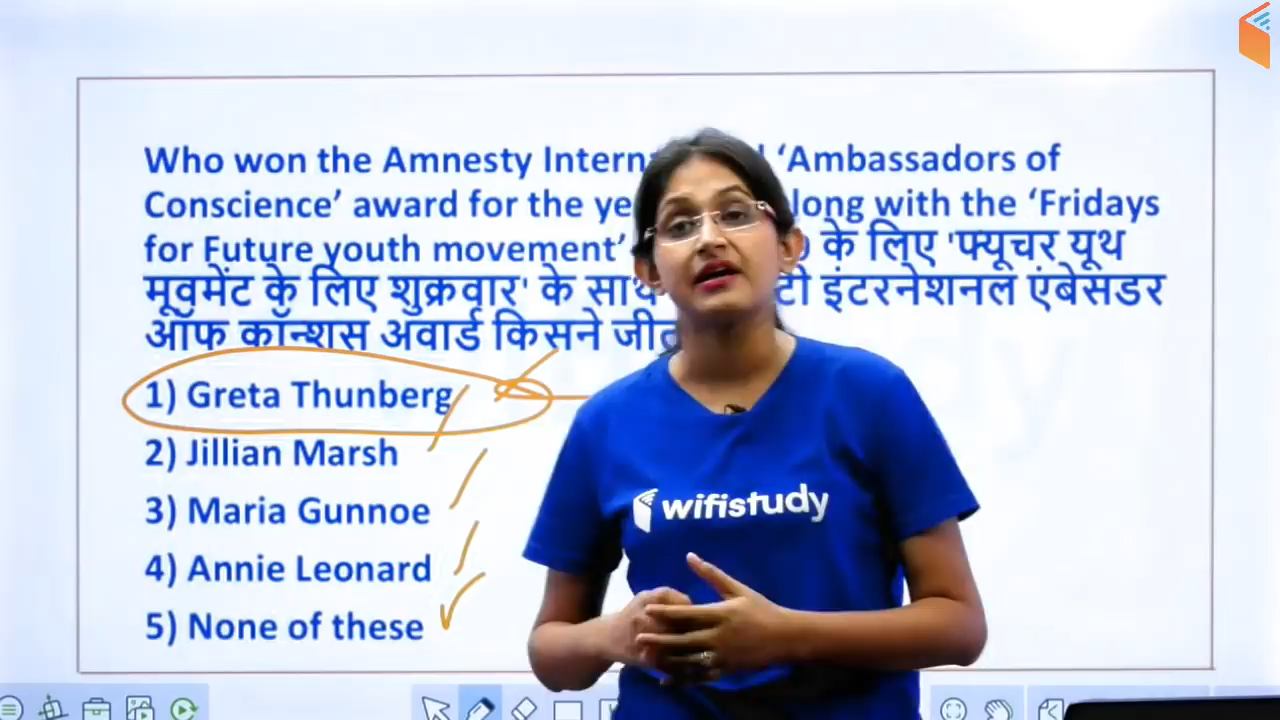 Who won the Amnesty Intern 'Ambassadors of
Conscience' award for the ye long with the 'Fridays
for Future youth movement' के लिए 'फ्यूचर यूथ
मूवमेंट के लिए शुक्रवार' के साथ टी इंटरनेशनल एंबेसडर
ऑफ कॉन्शस अवार्ड किसने
1) Greta Thunberg
2) Jillian Marsh
3) Maria Gunnoe
4) Annie Leonard
5) None of these
wifistudy